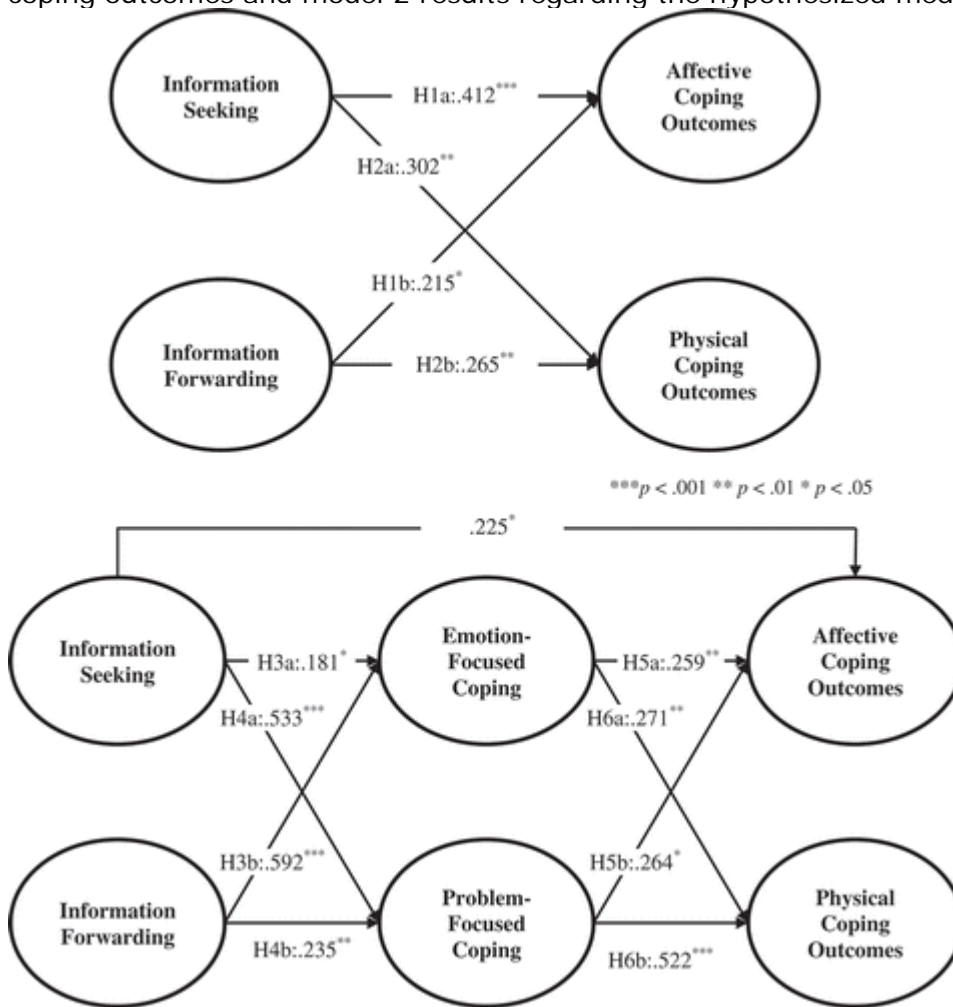 coping outcomes and model 2 results regarding the hypothesized med
Information
Seeking
H1a:.412***
Affective
Coping
Outcomes
H2a:.302**
H1b:.215*
Information
Forwarding
H2b:.265**
Physical
Coping
Outcomes
***p < .001 ** p < .01 * p < .05
.225*
Information
Seeking
H3a:.181*
Emotion-
Focused
Coping
H5a:.259**
Affective
Coping
Outcomes
H4a:.533***
H6a:.271**
H3b:.592***
H5b:.264*
Information
Forwarding
H4b:.235**
Problem-
Focused
Coping
H6b:.522***
Physical
Coping
Outcomes